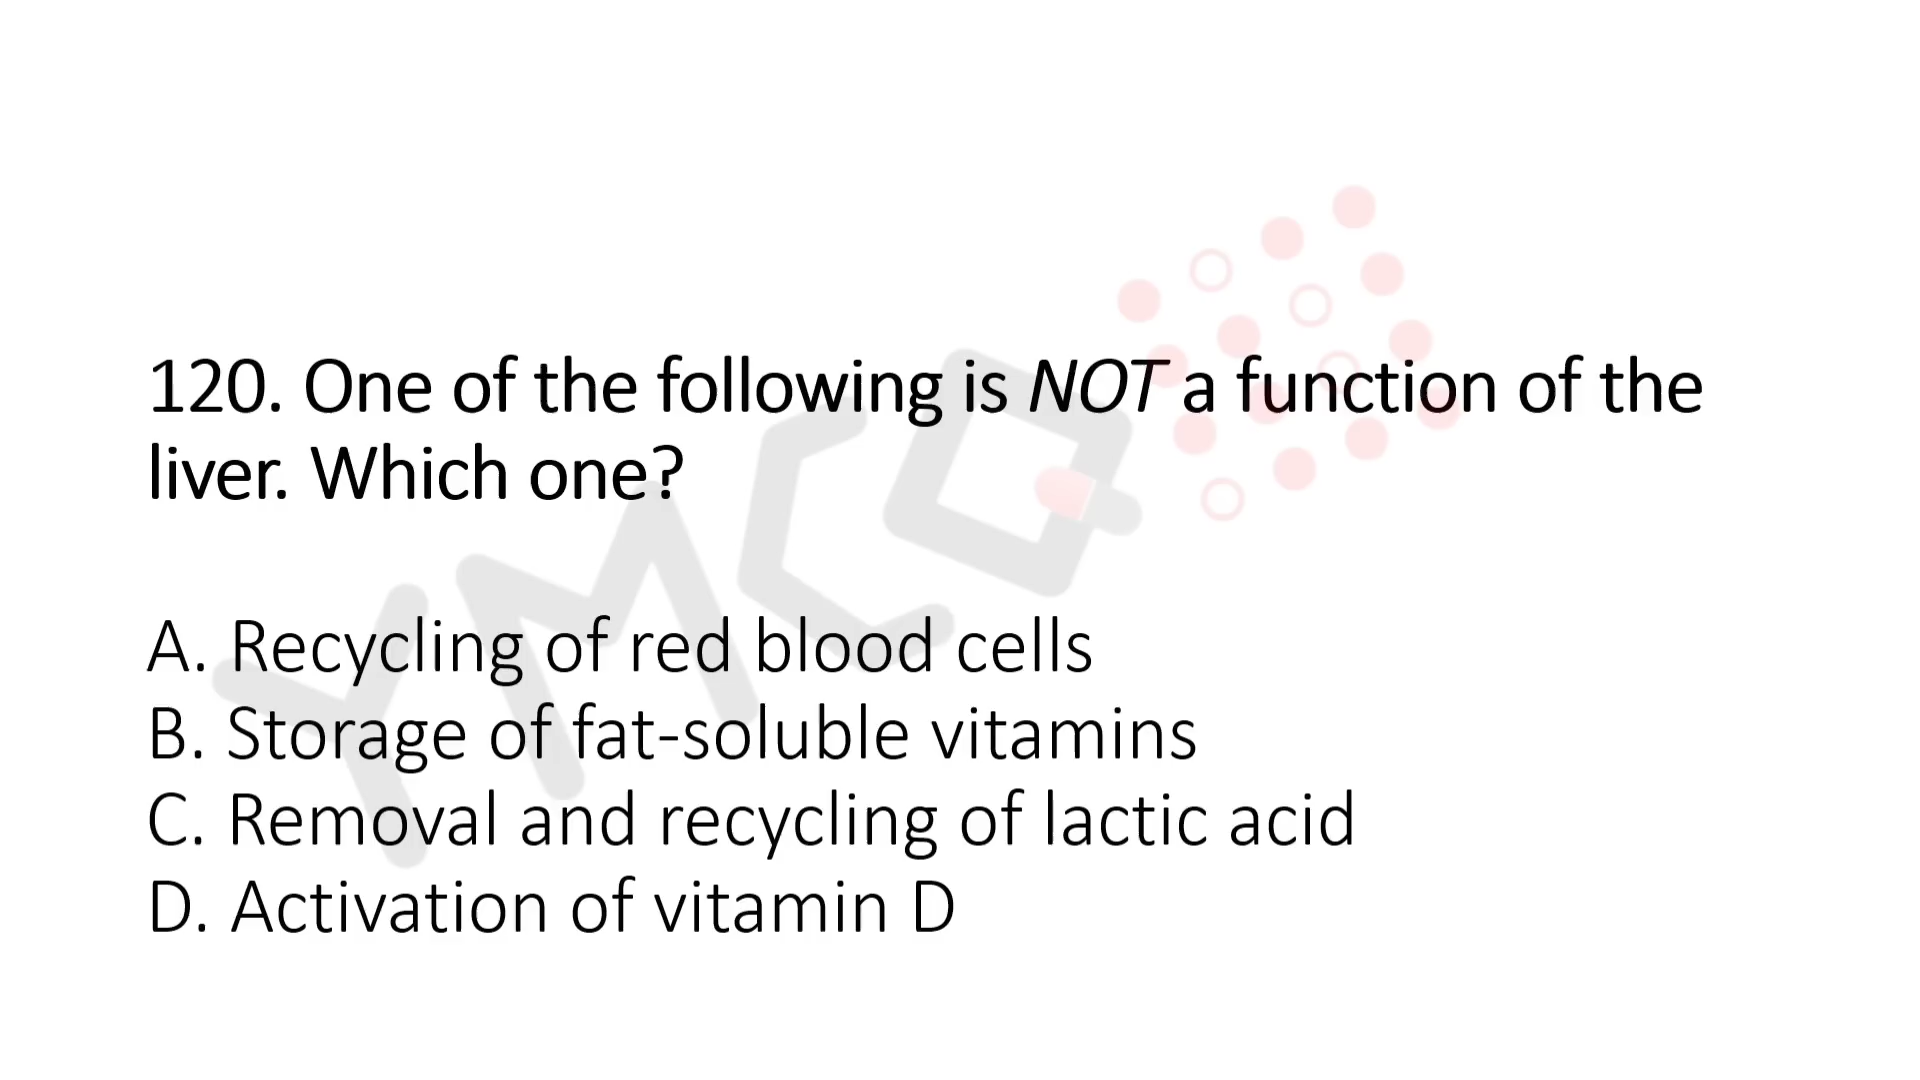 120. One of the following is NOT a function of the
liver. Which one?
A. Recycling of red blood cells
B. Storage of fat-soluble vitamins
C. Removal and recycling of lactic acid
D. Activation of vitamin D
YMCQ